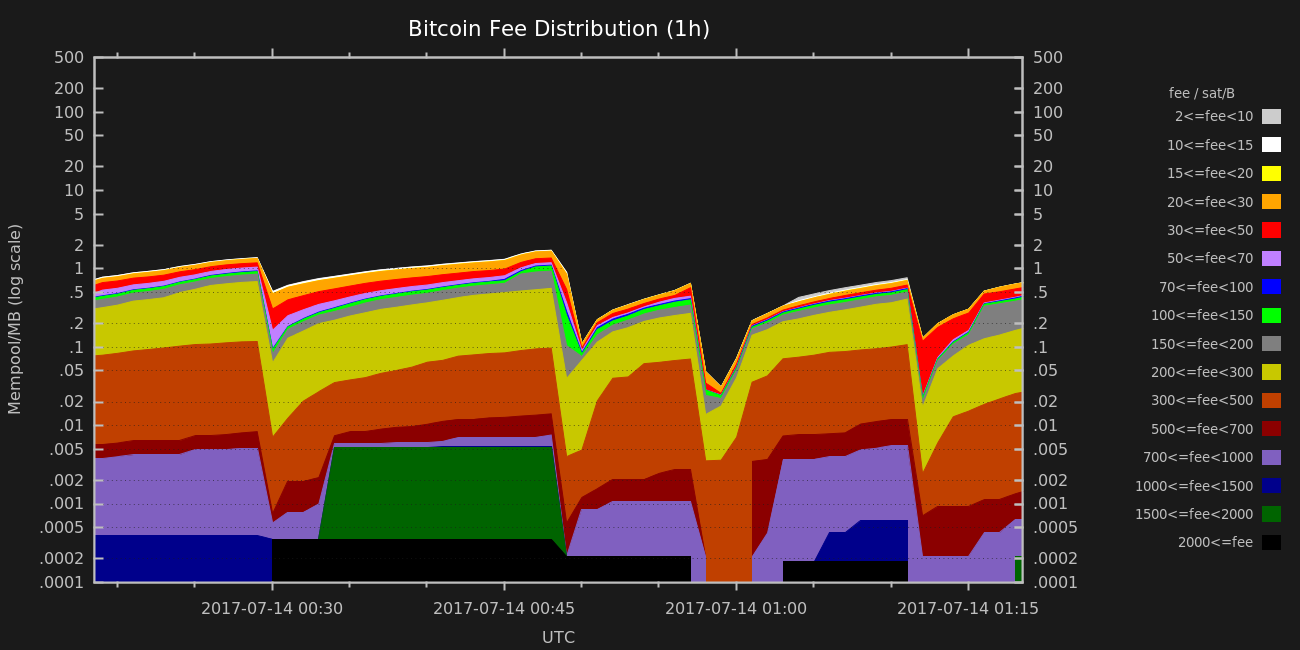 Bitcoin Fee Distribution (1h)
Mempool/MB (log scale)
500
200
100
50
20
10
5
2
1
.5
.2
.1
.05
.02
.01
.005
.002
.001
.0005
.0002
.0001
500
200
100
50
20
10
5
2
1
.5
.2
.1
.05
.02
.01
.005
.002
.001
.0005
.0002
.0001
fee / sat/B
2<=fee<10
10<=fee<15
15<=fee<20
20<=fee<30
30<=fee<50
50<=fee<70
70<=fee<100
100<=fee<150
150<=fee<200
200<=fee<300
300<=fee<500
500<=fee<700
700<=fee<1000
1000<=fee<1500
1500<=fee<2000
2000<=fee
2017-07-14 00:30
2017-07-14 00:45
2017-07-14 01:00
2017-07-14 01:15
UTC